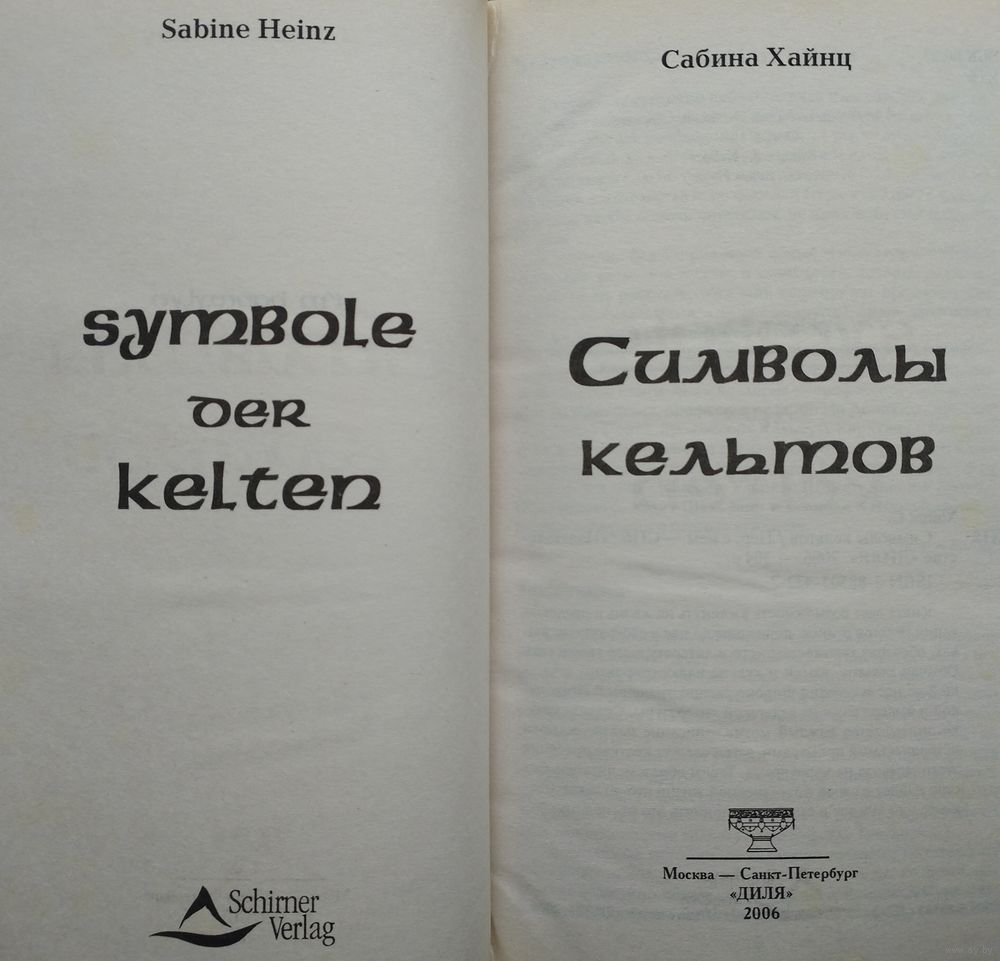 Sabine Heinz
symbole
der
kelten
Schirner
Verlag
Сабина Хайнц
Символы
кельтов
Москва — Санкт-Петербург
«ДИЛЯ»
2006